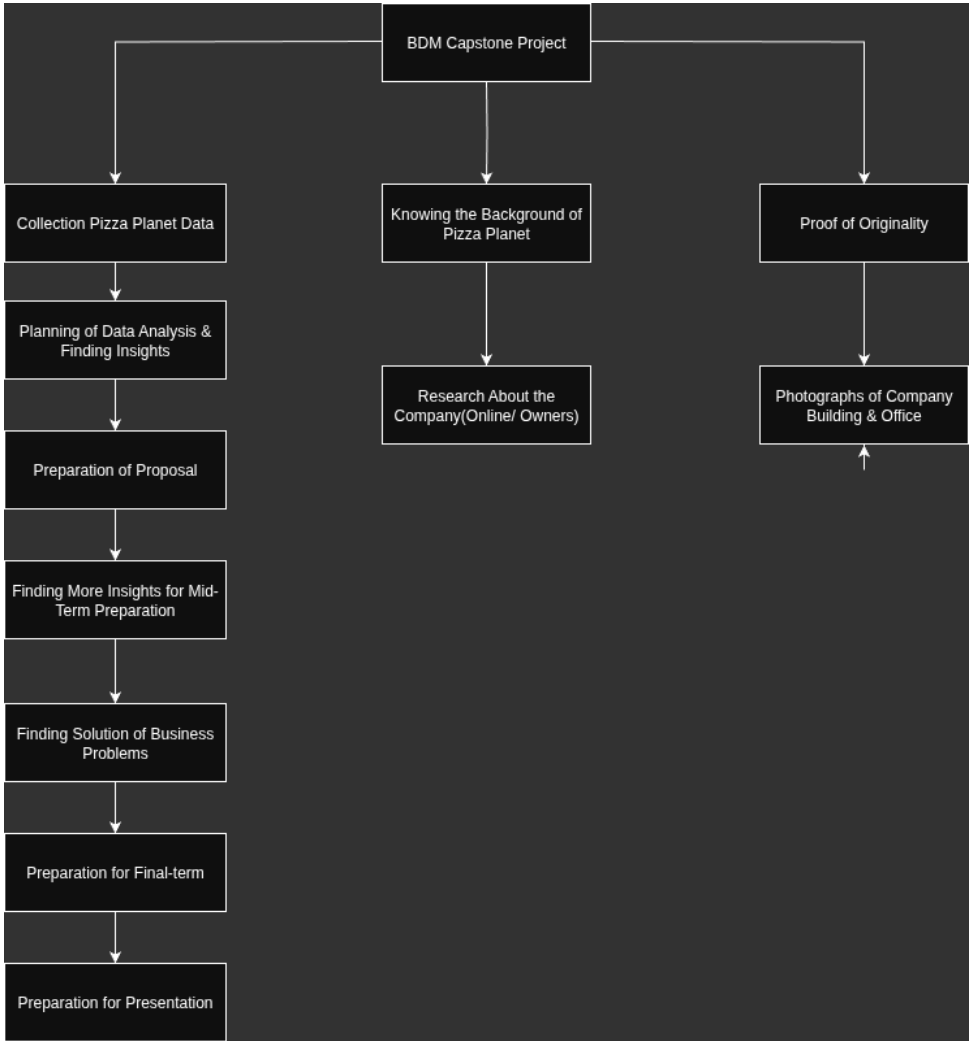 BDM Capstone Project
Collection Pizza Planet Data
Knowing the Background of
Pizza Planet
Proof of Originality
Planning of Data Analysis &
Finding Insights
Research About the
Company(Online/ Owners)
Photographs of Company
Building & Office
Preparation of Proposal
Finding More Insights for Mid-
Term Preparation
Finding Solution of Business
Problems
Preparation for Final-term
Preparation for Presentation